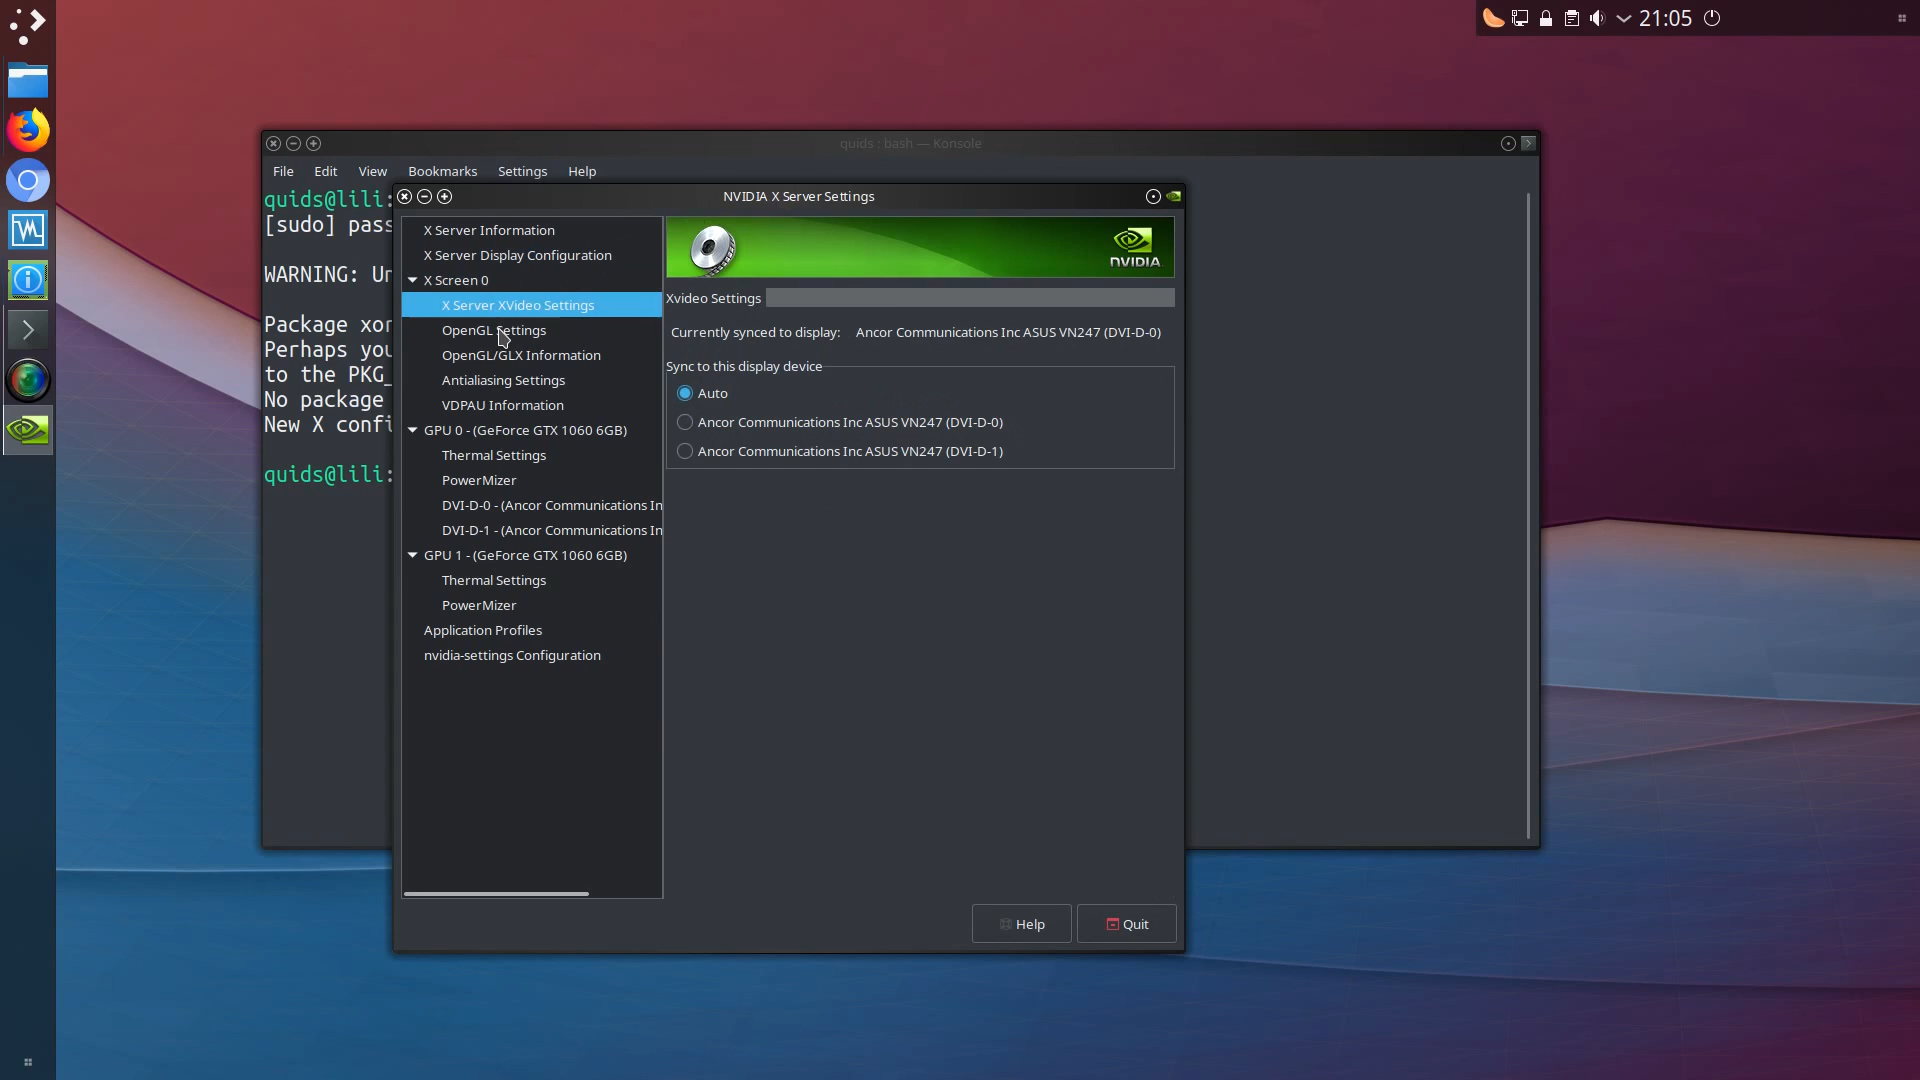 21:05
quids : bash — Konsole
File Edit View Bookmarks Settings Help
quids@lili:
[sudo] pass
WARNING: Un
Package xor
Perhaps you
to the PKG_
No package
New X confi
quids@lili:
NVIDIA X Server Settings
X Server Information
X Server Display Configuration
X Screen 0
X Server XVideo Settings
OpenGL Settings
OpenGL/GLX Information
Antialiasing Settings
VDPAU Information
GPU 0 - (GeForce GTX 1060 6GB)
Thermal Settings
PowerMizer
DVI-D-0 - (Ancor Communications In
DVI-D-1 - (Ancor Communications In
GPU 1 - (GeForce GTX 1060 6GB)
Thermal Settings
PowerMizer
Application Profiles
nvidia-settings Configuration
NVIDIA.
Xvideo Settings
Currently synced to display: Ancor Communications Inc ASUS VN247 (DVI-D-0)
Sync to this display device
Auto
Ancor Communications Inc ASUS VN247 (DVI-D-0)
Ancor Communications Inc ASUS VN247 (DVI-D-1)
Help
Quit